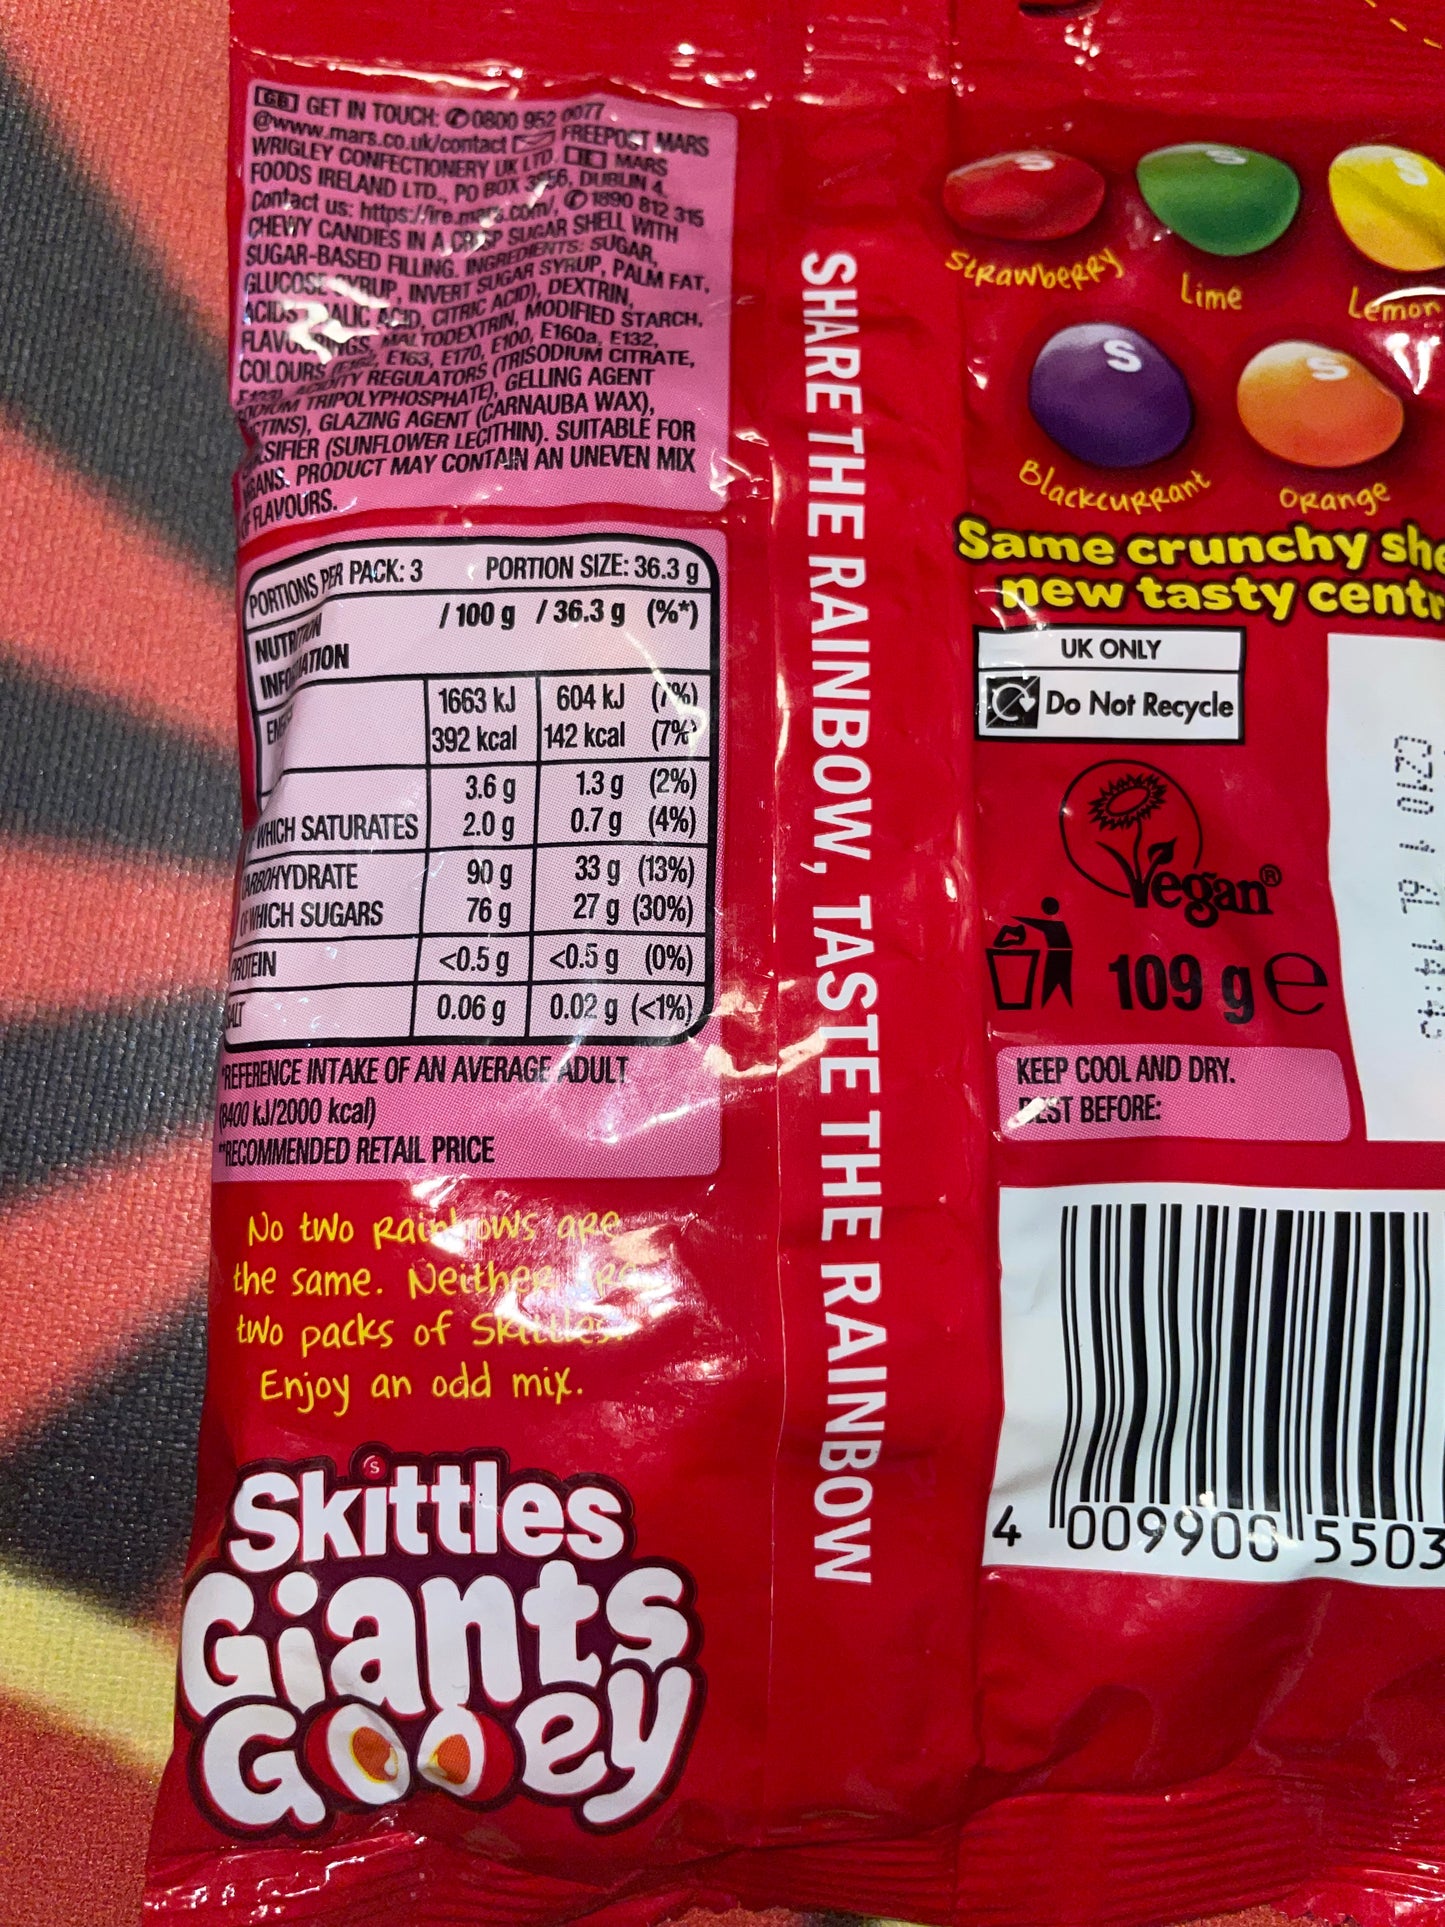 GB GET IN TOUCH: 0800 952 0077
@www.mars.co.uk/contact FREEPOST MARS
WRIGLEY CONFECTIONERY UK LTD. MARS
FOODS IRELAND LTD., PO BOX DUBLIN 4.
Contact us: https://ire.mars.com/, 1890 812 315
CHEWY CANDIES IN A CRISP SUGAR SHELL WITH
SUGAR-BASED FILLING. INGREDIENTS: SUGAR,
GLUCOSE SYRUP, INVERT SUGAR SYRUP, PALM FAT,
ACIDS MALIC ACID, CITRIC ACID), DEXTRIN,
FLAVOURINGS, MALTODEXTRIN, MODIFIED STARCH,
COLOURS E163, E170, E100, E160a, E132,
ACIDITY REGULATORS (TRISODIUM CITRATE,
SODIUM TRIPOLYPHOSPHATE), GELLING AGENT
GLAZING AGENT (CARNAUBA WAX),
(SUNFLOWER LECITHIN). SUITABLE FOR
PRODUCT MAY CONTAIN AN UNEVEN MIX
OF FLAVOURS.
PORTIONS PER PACK: 3 PORTION SIZE: 36.3 g
NUTRITION / 100 g / 36.3 g (%*)
INFORMATION
1663 kJ 604 kJ (7%)
392 kcal 142 kcal (7%)
3.6 g 1.3 g (2%)
WHICH SATURATES 2.0 g 0.7 g (4%)
CARBOHYDRATE 90 g 33 g (13%)
OF WHICH SUGARS 76 g 27 g (30%)
PROTEIN <0.5 g <0.5 g (0%)
SALT 0.06 g 0.02 g (<1%)
*REFERENCE INTAKE OF AN AVERAGE ADULT
(8400 kJ/2000 kcal)
**RECOMMENDED RETAIL PRICE
No two Rainbows are
the same. Neither are
two packs of Skittles.
Enjoy an odd mix.
Skittles
Giants
Gooey
SHARE THE RAINBOW, TASTE THE RAINBOW
Strawberry
Lime
Lemon
Blackcurrant
Orange
Same crunchy she
new tasty centr
UK ONLY
Do Not Recycle
Vegan®
109 g e
KEEP COOL AND DRY.
BEST BEFORE:
4 009900 5503